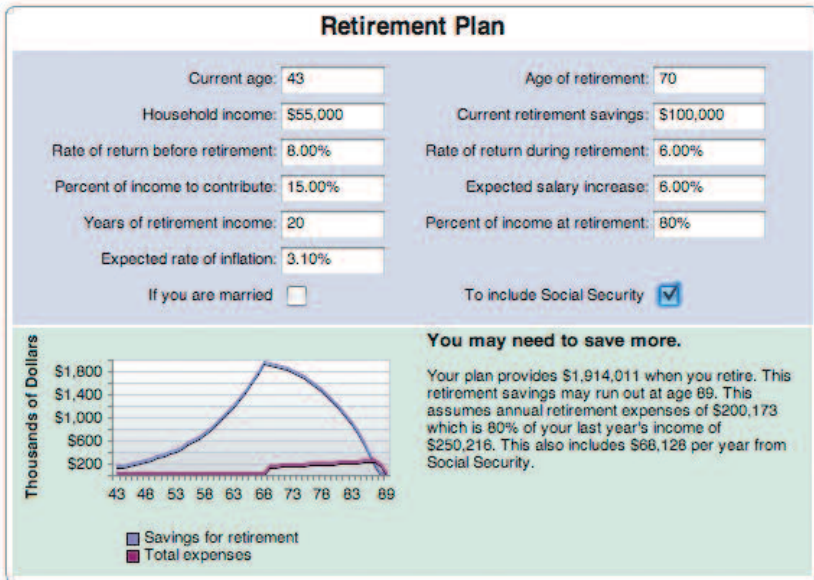 Retirement Plan
Current age: 43
Age of retirement: 70
Household income: $55,000
Current retirement savings: $100,000
Rate of return before retirement: 8.00%
Rate of return during retirement: 6.00%
Percent of income to contribute: 15.00%
Expected salary increase: 6.00%
Years of retirement income: 20
Percent of income at retirement: 80%
Expected rate of inflation: 3.10%
If you are married
To include Social Security
Thousands of Dollars
$1,800
$1,400
$1,000
$600
$200
43 48 53 58 63 68 73 78 83 89
Savings for retirement
Total expenses
You may need to save more.
Your plan provides $1,914,011 when you retire. This
retirement savings may run out at age 89. This
assumes annual retirement expenses of $200,173
which is 80% of your last year's income of
$250,216. This also includes $68,128 per year from
Social Security.